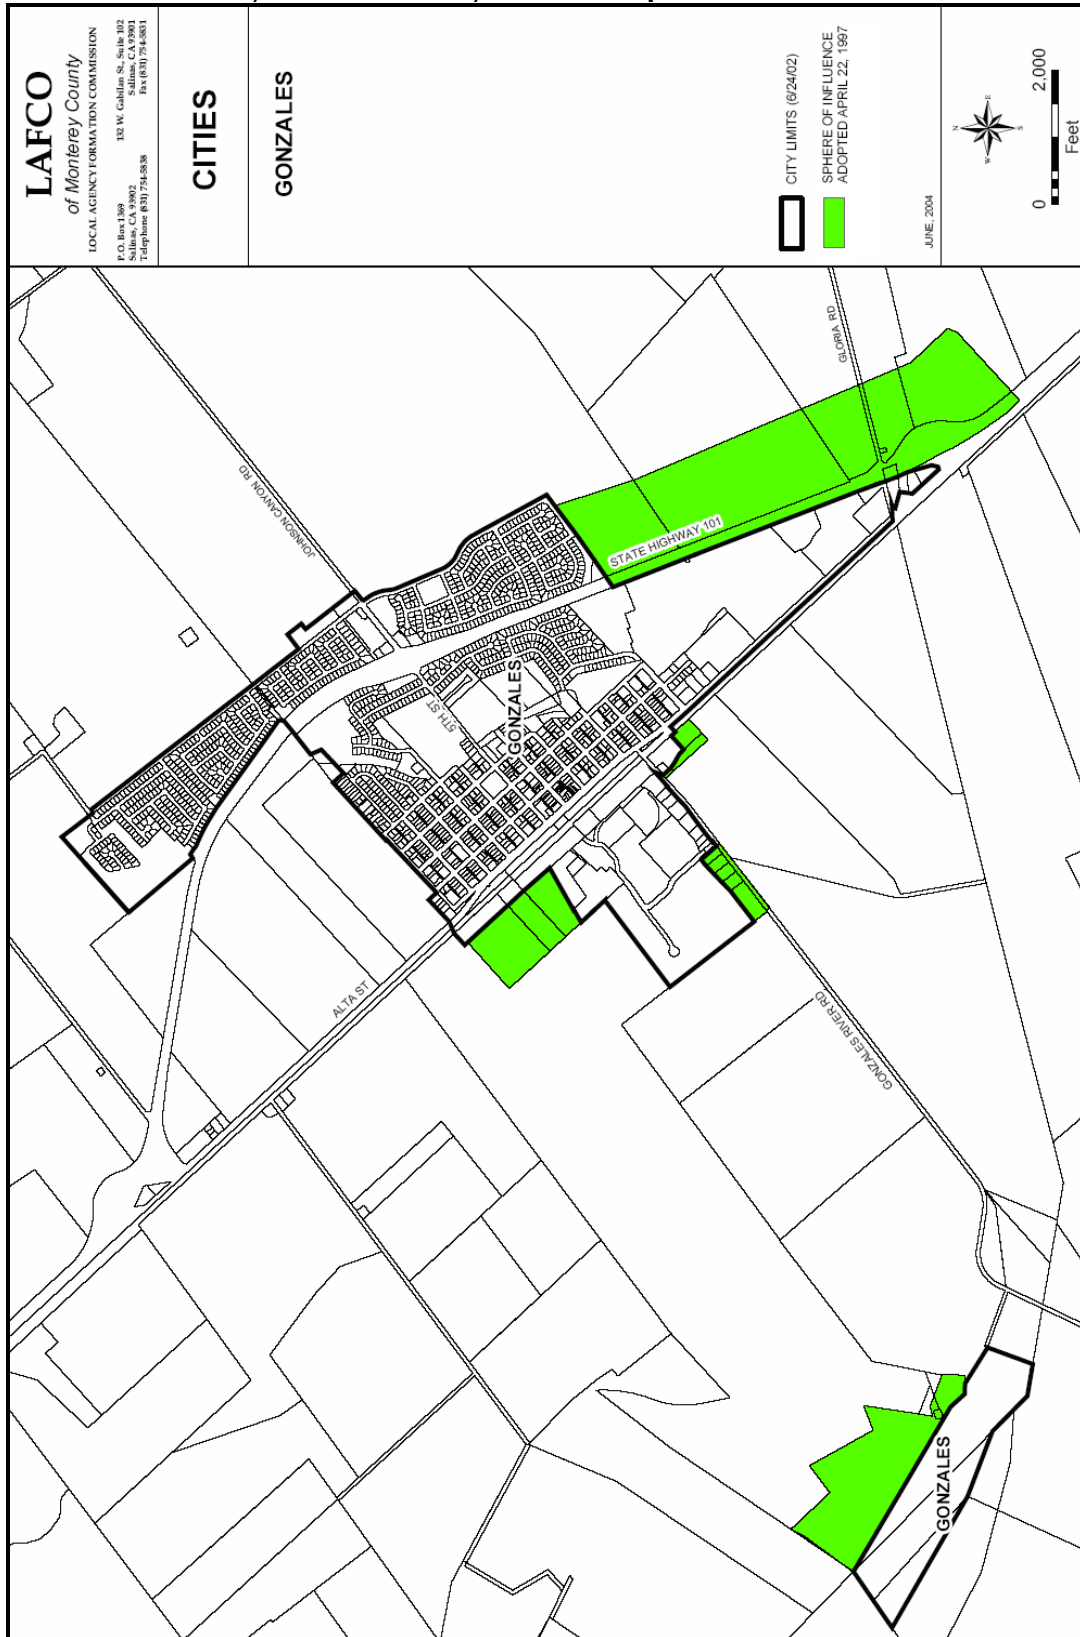 LAFCO
of Monterey County
LOCAL AGENCY FORMATION COMMISSION
P.O. Box 1369
Salinas, CA 93902
Telephone (831) 754-5838
132 W. Gabilan St., Suite 102
Salinas, CA 93901
Fax (831) 754-5831
CITIES
GONZALES
CITY LIMITS (6/24/02)
SPHERE OF INFLUENCE
ADOPTED APRIL 22, 1997
JUNE, 2004
N
W
E
S
0
2,000
Feet
JOHNSON CANYON RD
GLORIA RD
STATE HIGHWAY 101
5TH ST
GONZALES
ALTA ST
GONZALES RIVER RD
GONZALES